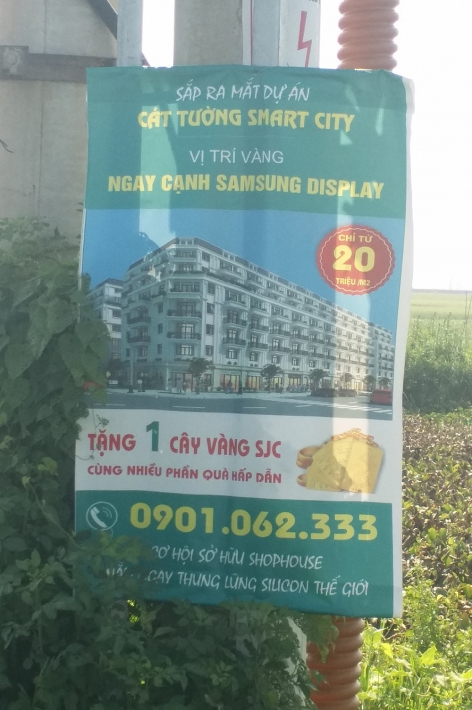 SẮP RA MẮT DỰ ÁN
CÁT TƯỜNG SMART CITY
VỊ TRÍ VÀNG
NGAY CẠNH SAMSUNG DISPLAY
CHỈ TỪ
20
TRIỆU/M2
TẶNG 1 CÂY VÀNG SJC
CÙNG NHIỀU PHẦN QUÀ HẤP DẪN
0901.062.333
CƠ HỘI SỞ HỮU SHOPHOUSE
THUNG LŨNG SILICON THẾ GIỚI